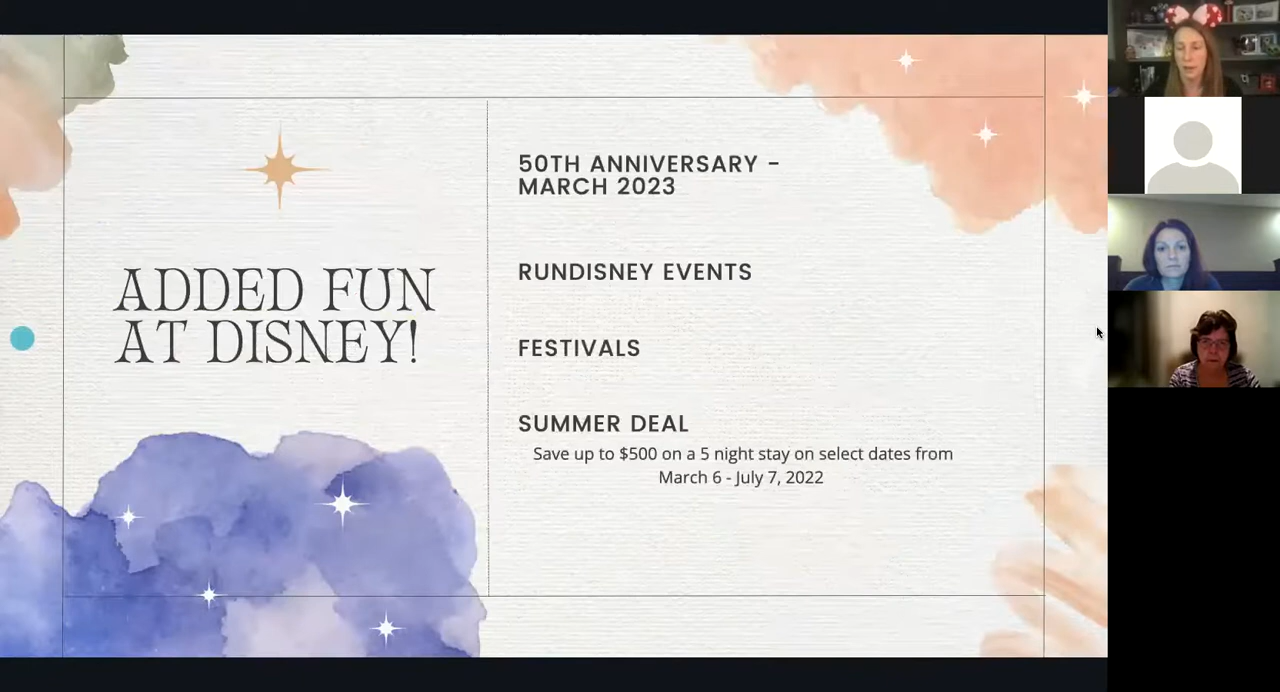 ADDED FUN
AT DISNEY!
50TH ANNIVERSARY -
MARCH 2023
RUNDISNEY EVENTS
FESTIVALS
SUMMER DEAL
Save up to $500 on a 5 night stay on select dates from
March 6 - July 7, 2022